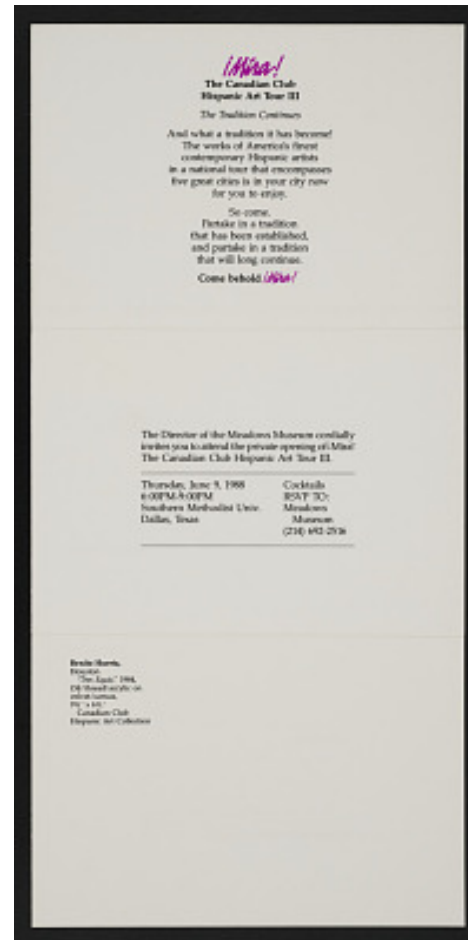 ¡Mira!
The Canadian Club
Hispanic Art Tour III
The Tradition Continues
And what a tradition it has become!
The works of America's finest
contemporary Hispanic artists
in a national tour that encompasses
five great cities is in your city now
for you to enjoy.
So come.
Partake in a tradition
that has been established,
and partake in a tradition
that will long continue.
Come behold ¡Mira!
The Director of the Meadows Museum cordially
invites you to attend the private opening of ¡Mira!
The Canadian Club Hispanic Art Tour III.
Thursday, June 9, 1988
6:00PM-8:00PM
Southern Methodist Univ.
Dallas, Texas
Cocktails
RSVP TO:
Meadows
Museum
(214) 692-2516
Houston
1984,
acrylic on
canvas,
Canadian Club
Hispanic Art Collection